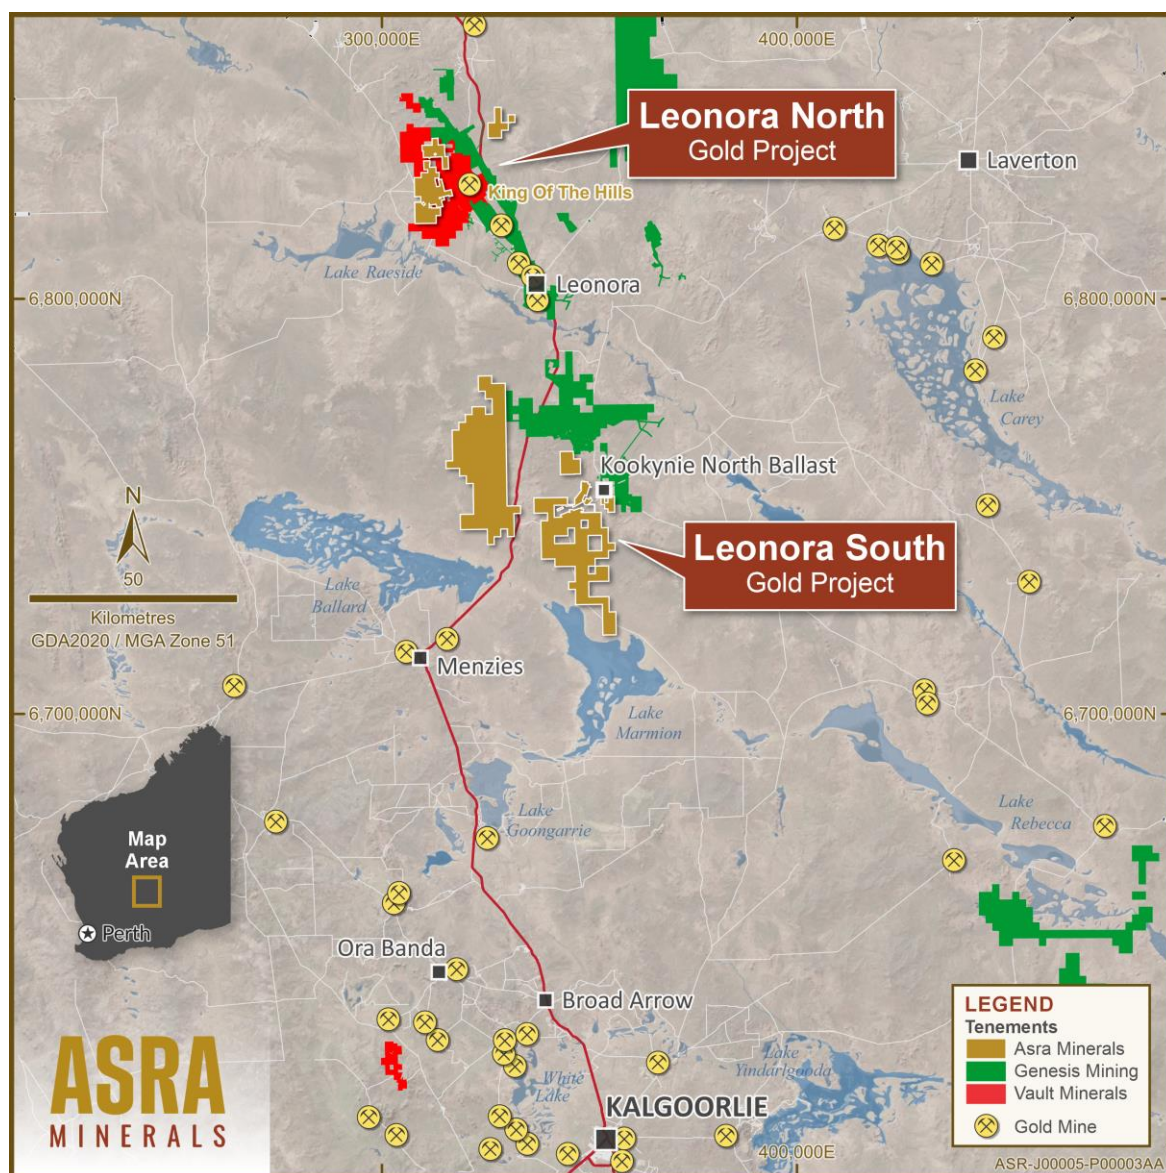 300,000E
400,000E
Leonora North
Gold Project
Laverton
King Of The Hills
Lake Raeside
Leonora
6,800,000N
6,800,000N
Lake
Carey
Kookynie North Ballast
N
50
Kilometres
GDA2020 / MGA Zone 51
Leonora South
Gold Project
Lake
Ballard
Menzies
6,700,000N
6,700,000N
Lake
Marmion
Lake
Goongarrie
Lake
Rebecca
Map
Area
Perth
Ora Banda
Broad Arrow
ASRA
MINERALS
White
Lake
Lake
Yindarlgooda
KALGOORLIE
400,000E
LEGEND
Tenements
Asra Minerals
Genesis Mining
Vault Minerals
Gold Mine
ASR-J00005-P00003AA